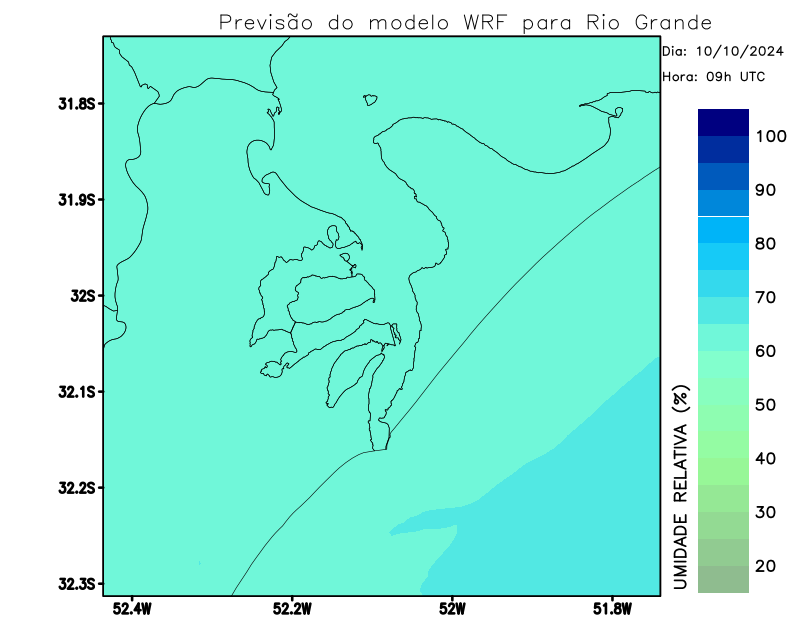 Previsão do modelo WRF para Rio Grande
Dia: 10/10/2024
Hora: 09h UTC
31.8S
31.9S
32S
32.1S
32.2S
32.3S
52.4W
52.2W
52W
51.8W
100
90
80
70
60
50
40
30
20
UMIDADE RELATIVA (%)